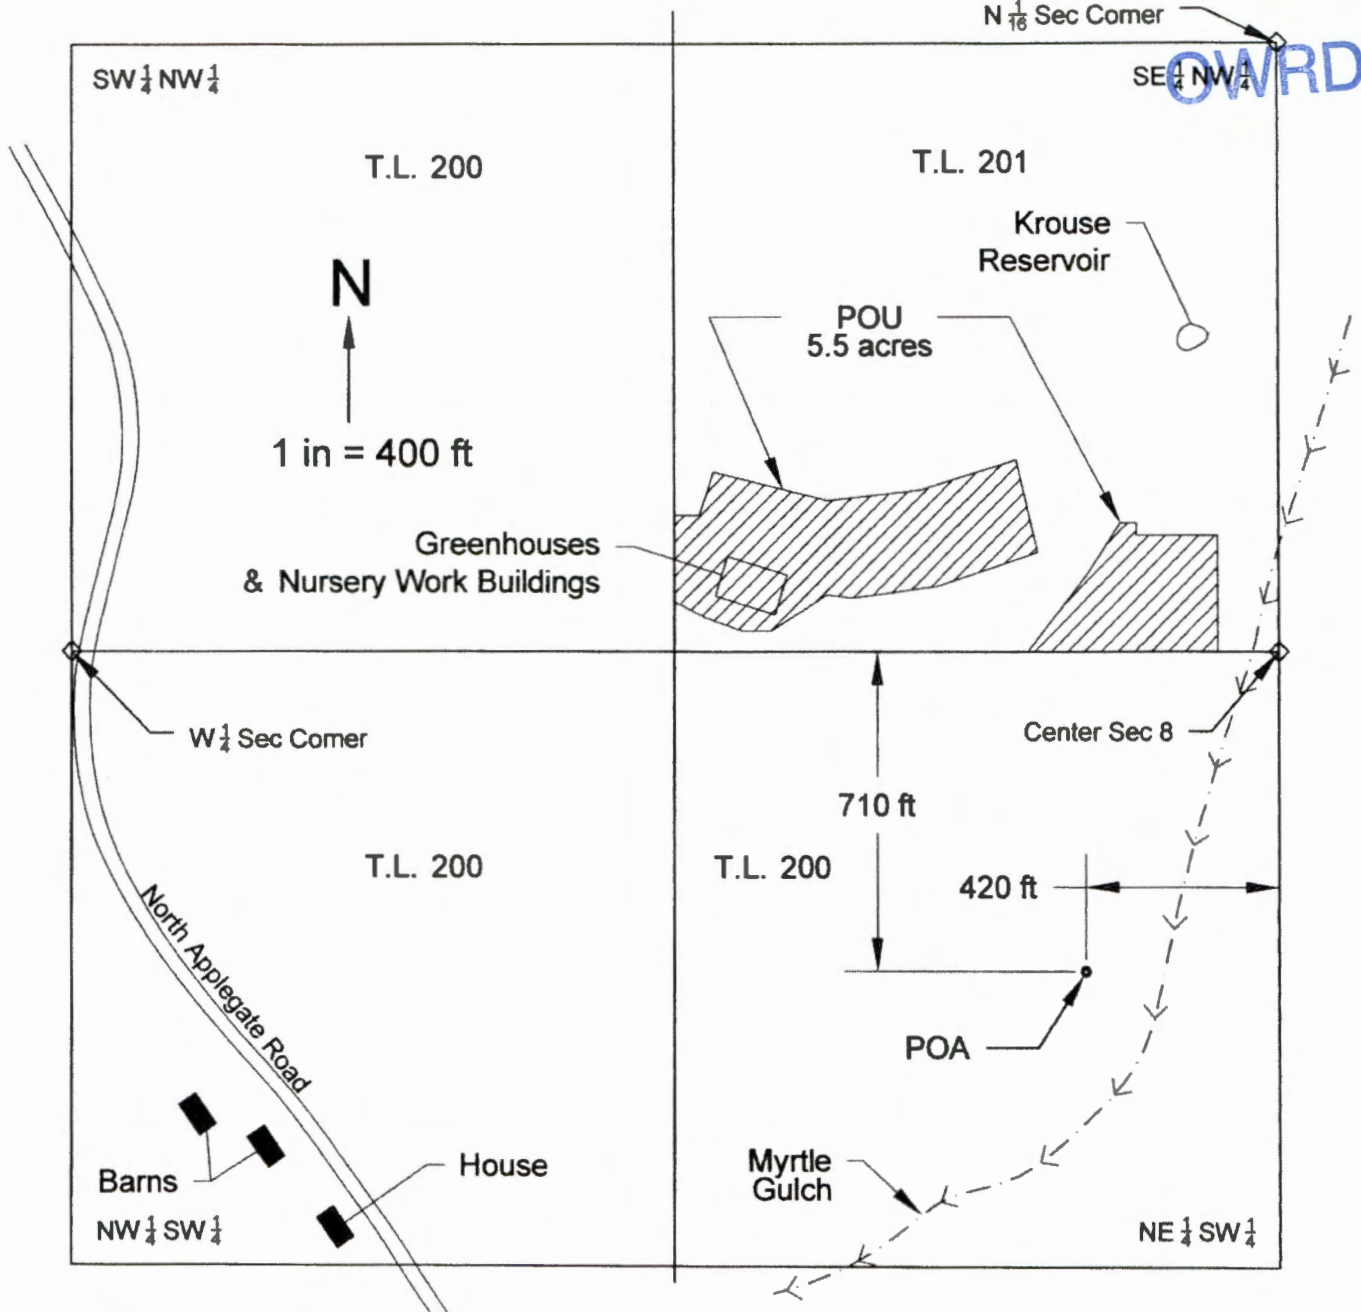 N 1/16 Sec Corner
SW 1/4 NW 1/4
SE 1/4 NW 1/4
OWRD
T.L. 200
T.L. 201
Krouse
Reservoir
N
POU
5.5 acres
1 in = 400 ft
Greenhouses
& Nursery Work Buildings
W 1/4 Sec Corner
Center Sec 8
710 ft
T.L. 200
T.L. 200
420 ft
North Applegate Road
POA
Barns
House
Myrtle
Gulch
NW 1/4 SW 1/4
NE 1/4 SW 1/4